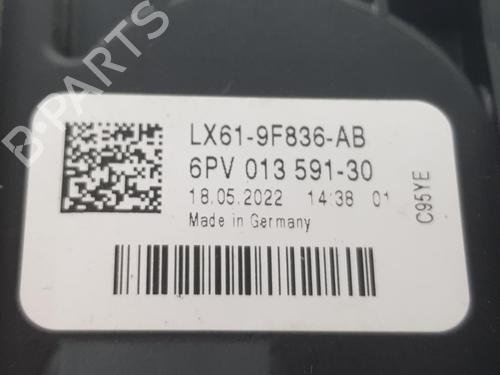 LX61-9F836-AB
6PV 013 591-30
18.05.2022 14:38 01
Made in Germany
C95YE
B-PARTS